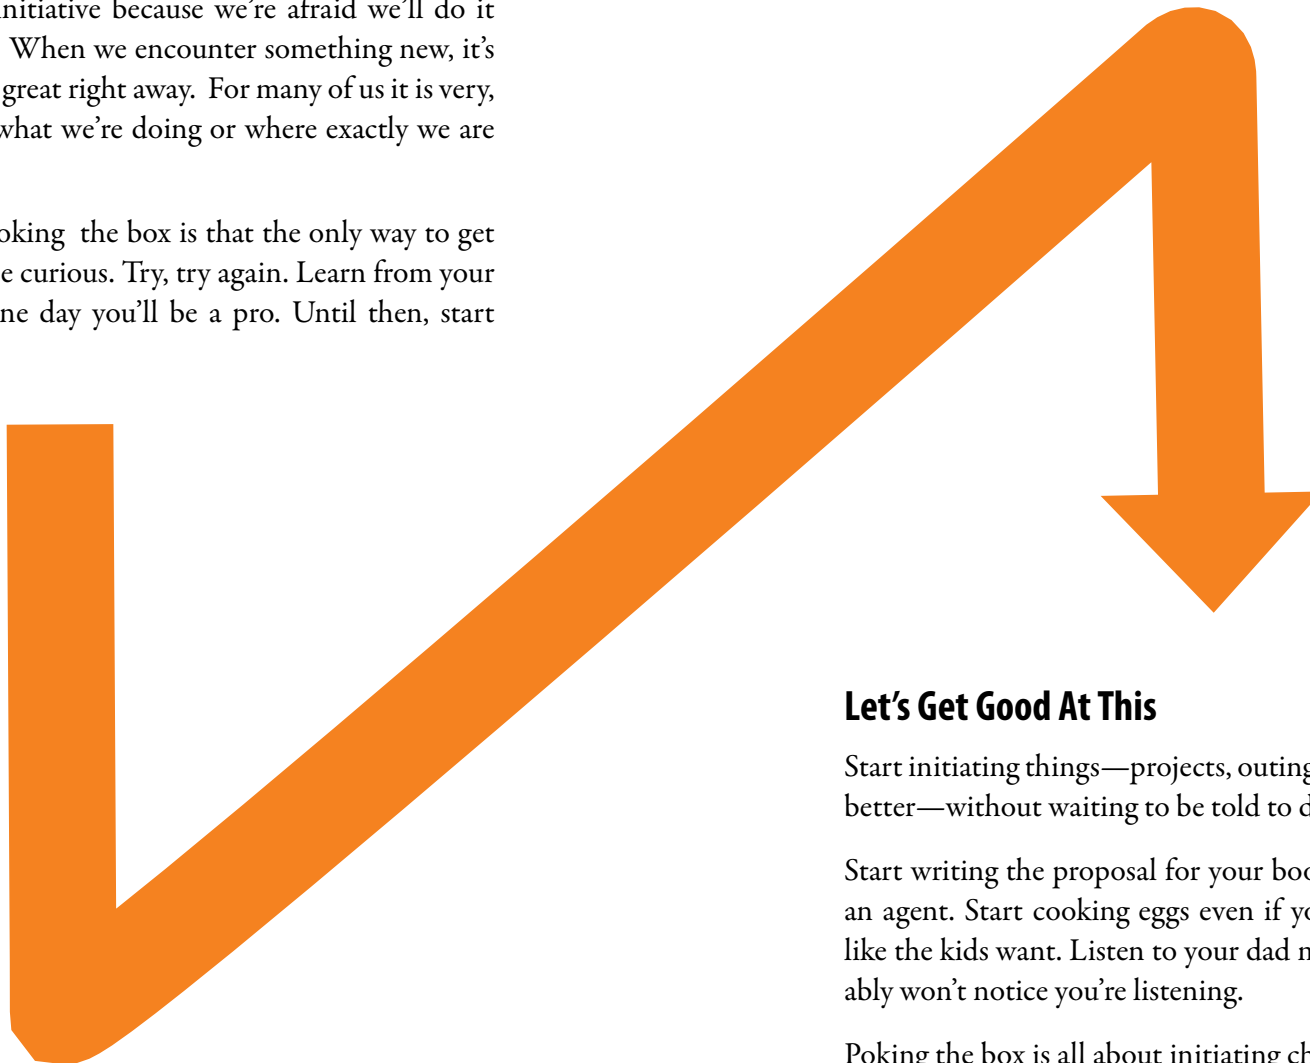 initiative because we're afraid we'll do it
When we encounter something new, it's
great right away. For many of us it is very,
what we're doing or where exactly we are
oking the box is that the only way to get
e curious. Try, try again. Learn from your
ne day you'll be a pro. Until then, start
Let's Get Good At This
Start initiating things—projects, outing
better—without waiting to be told to d
Start writing the proposal for your boo
an agent. Start cooking eggs even if yo
like the kids want. Listen to your dad m
ably won't notice you're listening.
Poking the box is all about initiating ch